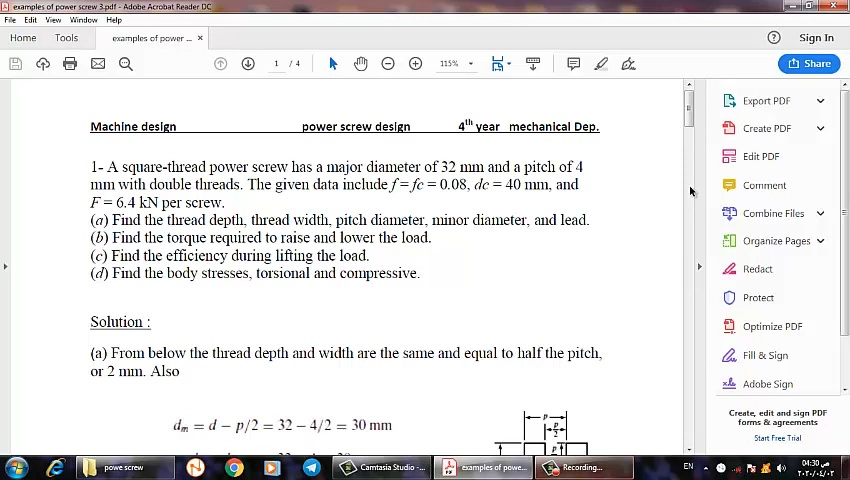 examples of power screw 3.pdf - Adobe Acrobat Reader DC
File Edit View Window Help
Home Tools examples of power ... × Sign In
1 / 4 115% Share
Machine design power screw design 4th year mechanical Dep.
1- A square-thread power screw has a major diameter of 32 mm and a pitch of 4
mm with double threads. The given data include f = fc = 0.08, dc = 40 mm, and
F = 6.4 kN per screw.
(a) Find the thread depth, thread width, pitch diameter, minor diameter, and lead.
(b) Find the torque required to raise and lower the load.
(c) Find the efficiency during lifting the load.
(d) Find the body stresses, torsional and compressive.
Solution :
(a) From below the thread depth and width are the same and equal to half the pitch,
or 2 mm. Also
dm = d − p/2 = 32 − 4/2 = 30 mm
p
p
2
Export PDF
Create PDF
Edit PDF
Comment
Combine Files
Organize Pages
Redact
Protect
Optimize PDF
Fill & Sign
Adobe Sign
Create, edit and sign PDF
forms & agreements
Start Free Trial
powe screw Camtasia Studio -... examples of powe... Recording... EN 04:30 ص
٢٠٢٠/٠٤/٠٢